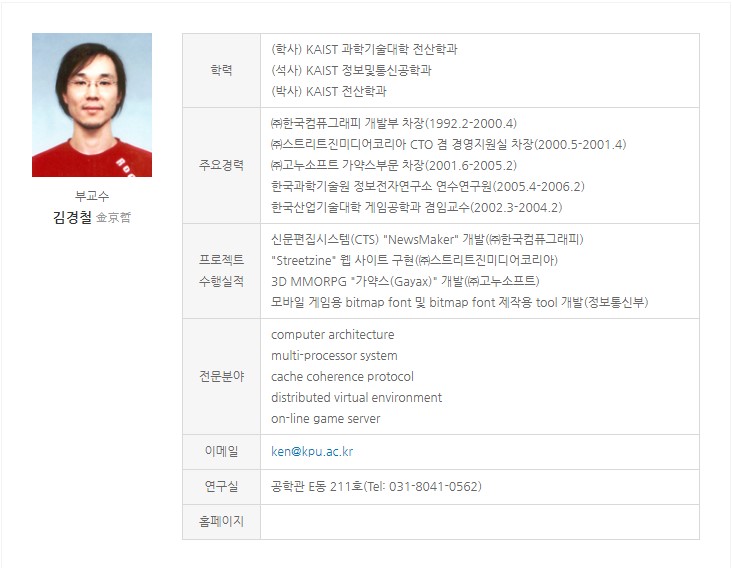 부교수
김경철 金京哲
학력
(학사) KAIST 과학기술대학 전산학과
(석사) KAIST 정보및통신공학과
(박사) KAIST 전산학과
주요경력
㈜한국컴퓨그래피 개발부 차장(1992.2-2000.4)
㈜스트리트진미디어코리아 CTO 겸 경영지원실 차장(2000.5-2001.4)
㈜고누소프트 가약스부문 차장(2001.6-2005.2)
한국과학기술원 정보전자연구소 연수연구원(2005.4-2006.2)
한국산업기술대학 게임공학과 겸임교수(2002.3-2004.2)
프로젝트
수행실적
신문편집시스템(CTS) "NewsMaker" 개발(㈜한국컴퓨그래피)
"Streetzine" 웹 사이트 구현(㈜스트리트진미디어코리아)
3D MMORPG "가약스(Gayax)" 개발(㈜고누소프트)
모바일 게임용 bitmap font 및 bitmap font 제작용 tool 개발(정보통신부)
전문분야
computer architecture
multi-processor system
cache coherence protocol
distributed virtual environment
on-line game server
이메일
ken@kpu.ac.kr
연구실
공학관 E동 211호(Tel: 031-8041-0562)
홈페이지